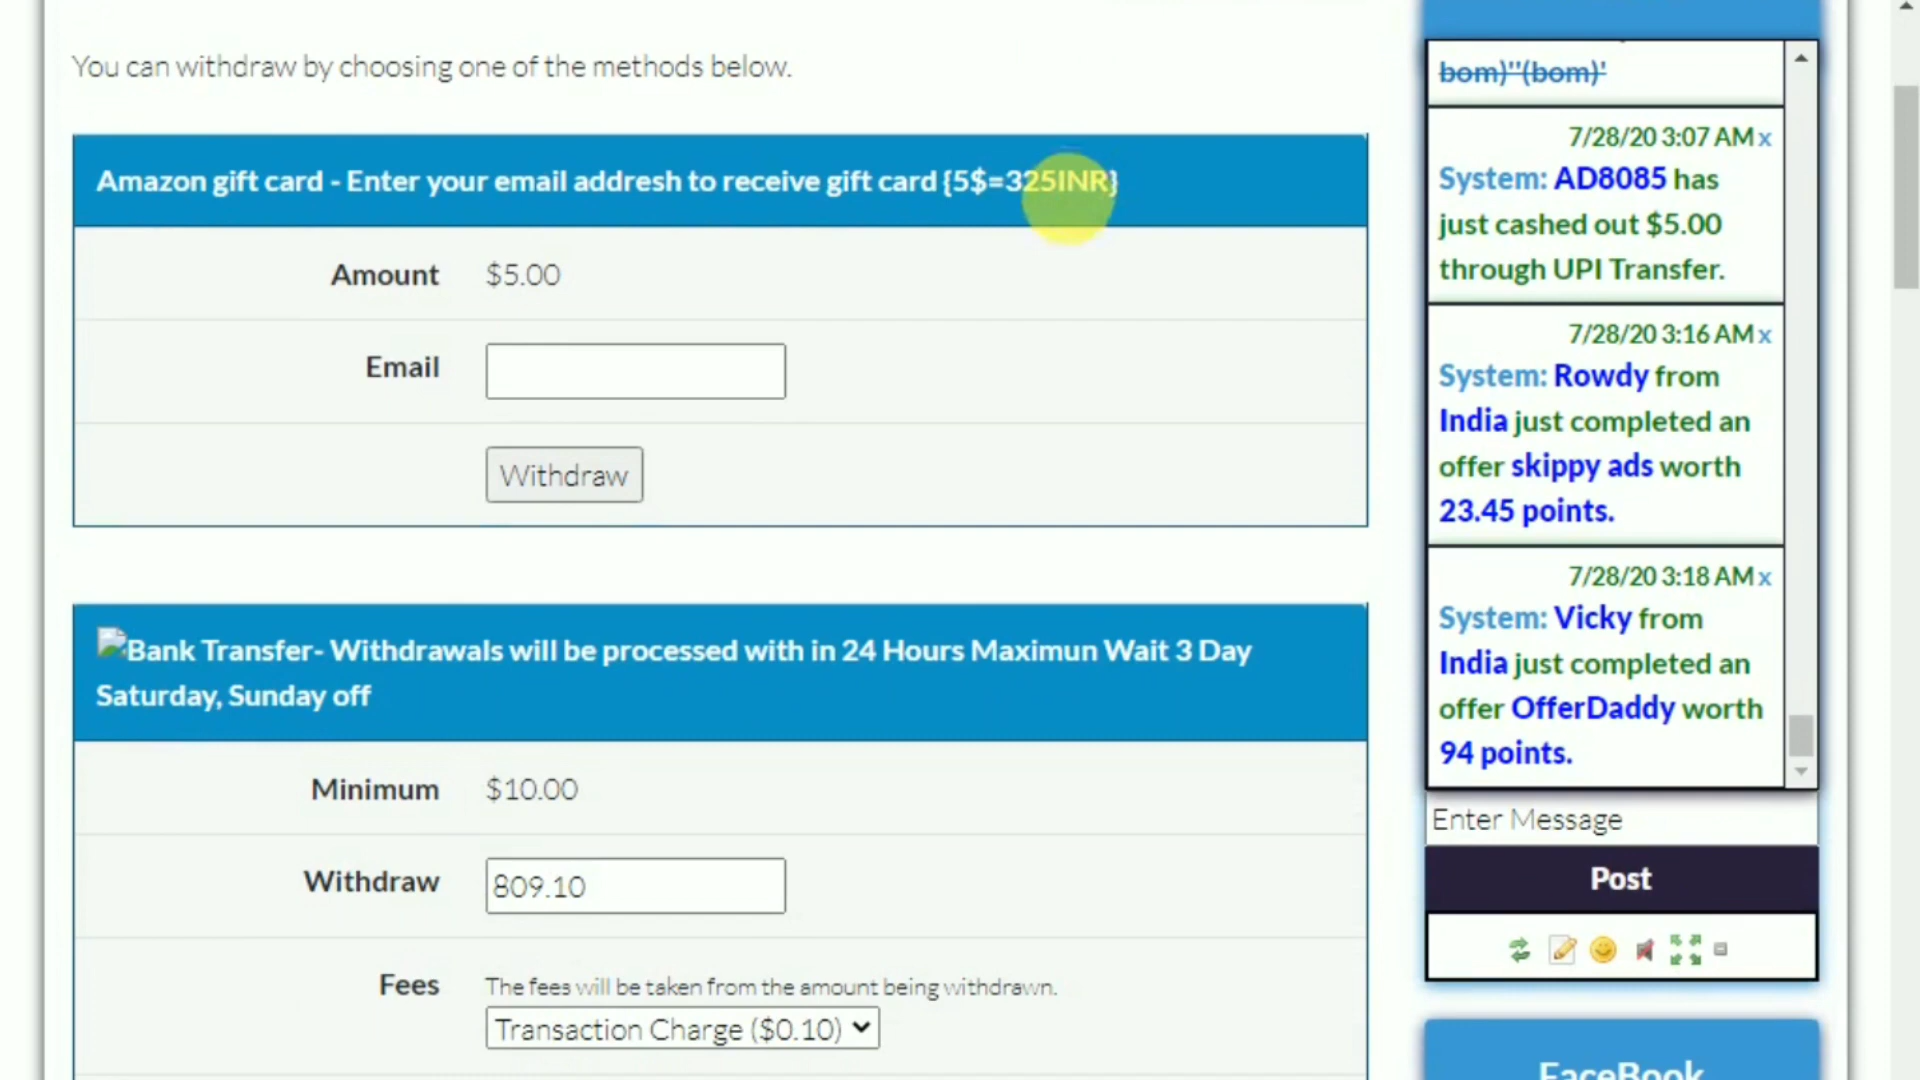 You can withdraw by choosing one of the methods below.
Amazon gift card - Enter your email addresh to receive gift card {5$=325INR}
Amount $5.00
Email
Withdraw
Bank Transfer- Withdrawals will be processed with in 24 Hours Maximun Wait 3 Day
Saturday, Sunday off
Minimum $10.00
Withdraw 809.10
Fees The fees will be taken from the amount being withdrawn.
Transaction Charge ($0.10)
bom)''(bom)'
7/28/20 3:07 AM x
System: AD8085 has
just cashed out $5.00
through UPI Transfer.
7/28/20 3:16 AM x
System: Rowdy from
India just completed an
offer skippy ads worth
23.45 points.
7/28/20 3:18 AM x
System: Vicky from
India just completed an
offer OfferDaddy worth
94 points.
Enter Message
Post
FaceBook